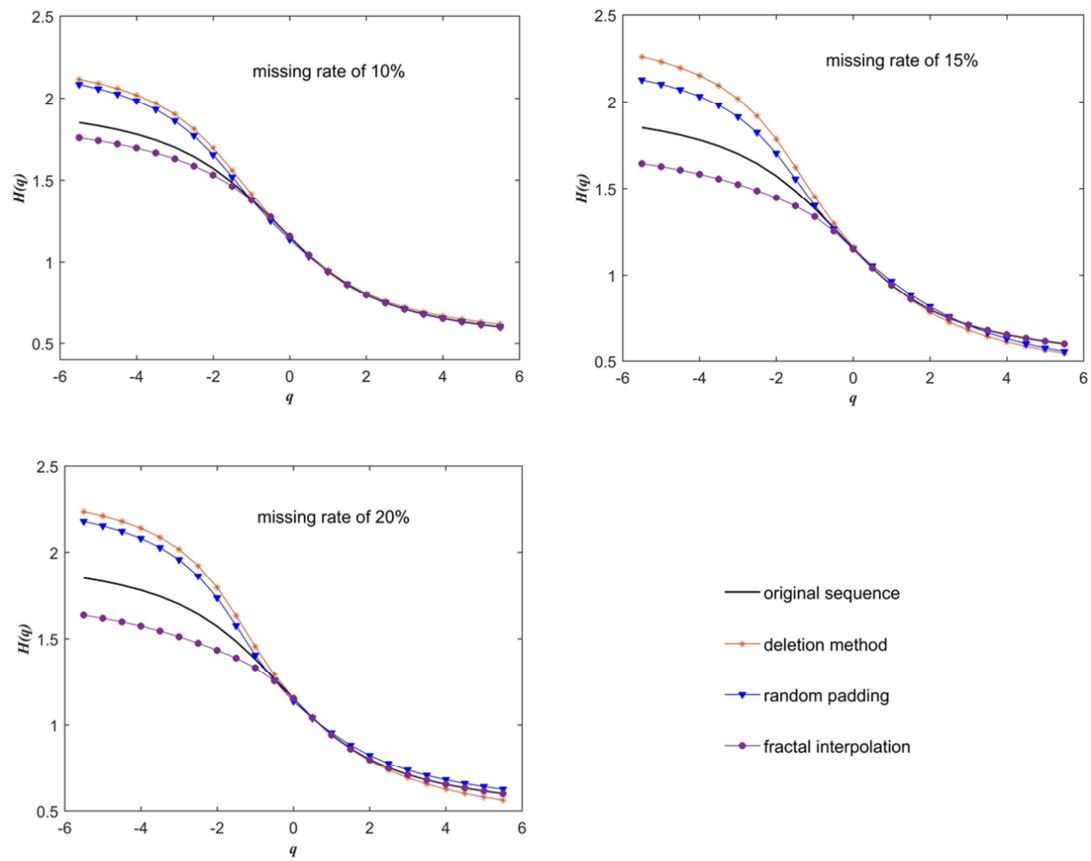 2.5
2
1.5
1
0.5
H(q)
missing rate of 10%
-6 -4 -2 0 2 4 6
q
2.5
2
1.5
1
0.5
H(q)
missing rate of 15%
-6 -4 -2 0 2 4 6
q
2.5
2
1.5
1
0.5
H(q)
missing rate of 20%
-6 -4 -2 0 2 4 6
q
original sequence
deletion method
random padding
fractal interpolation